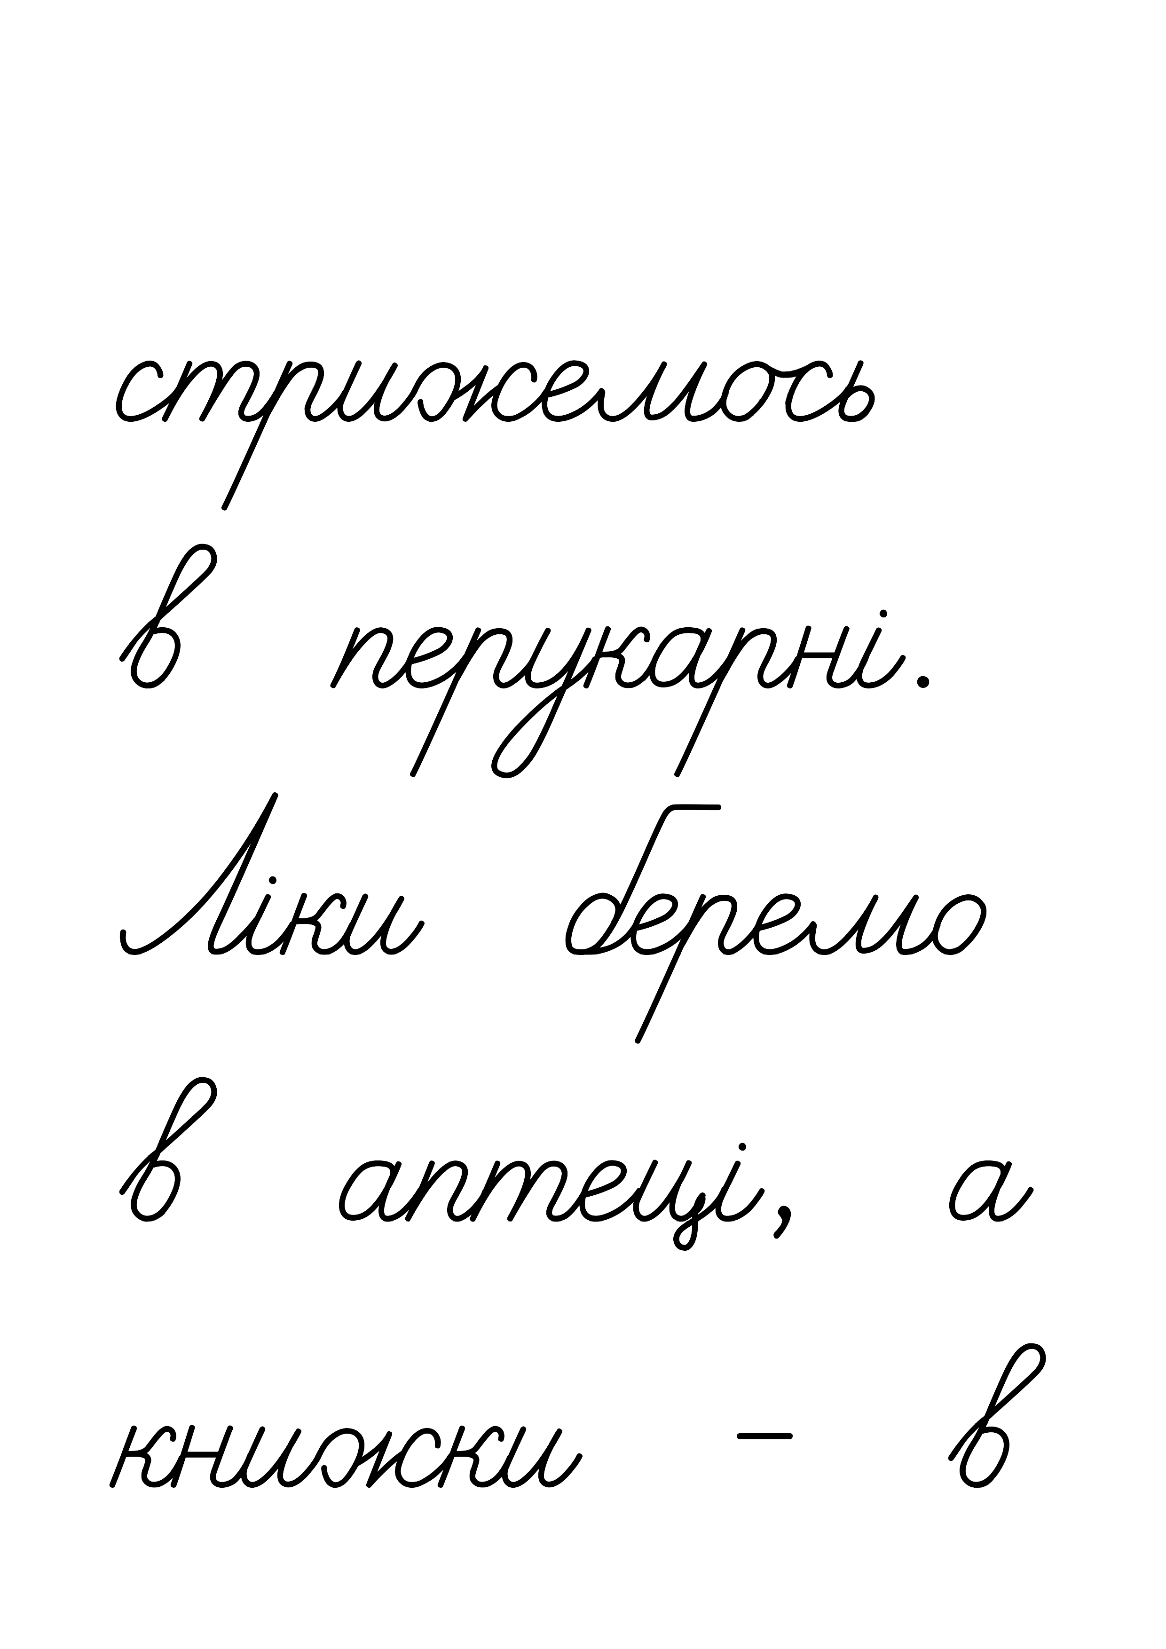 стрижемось
в перукарні.
Ліки беремо
в аптеці, а
книжки – в